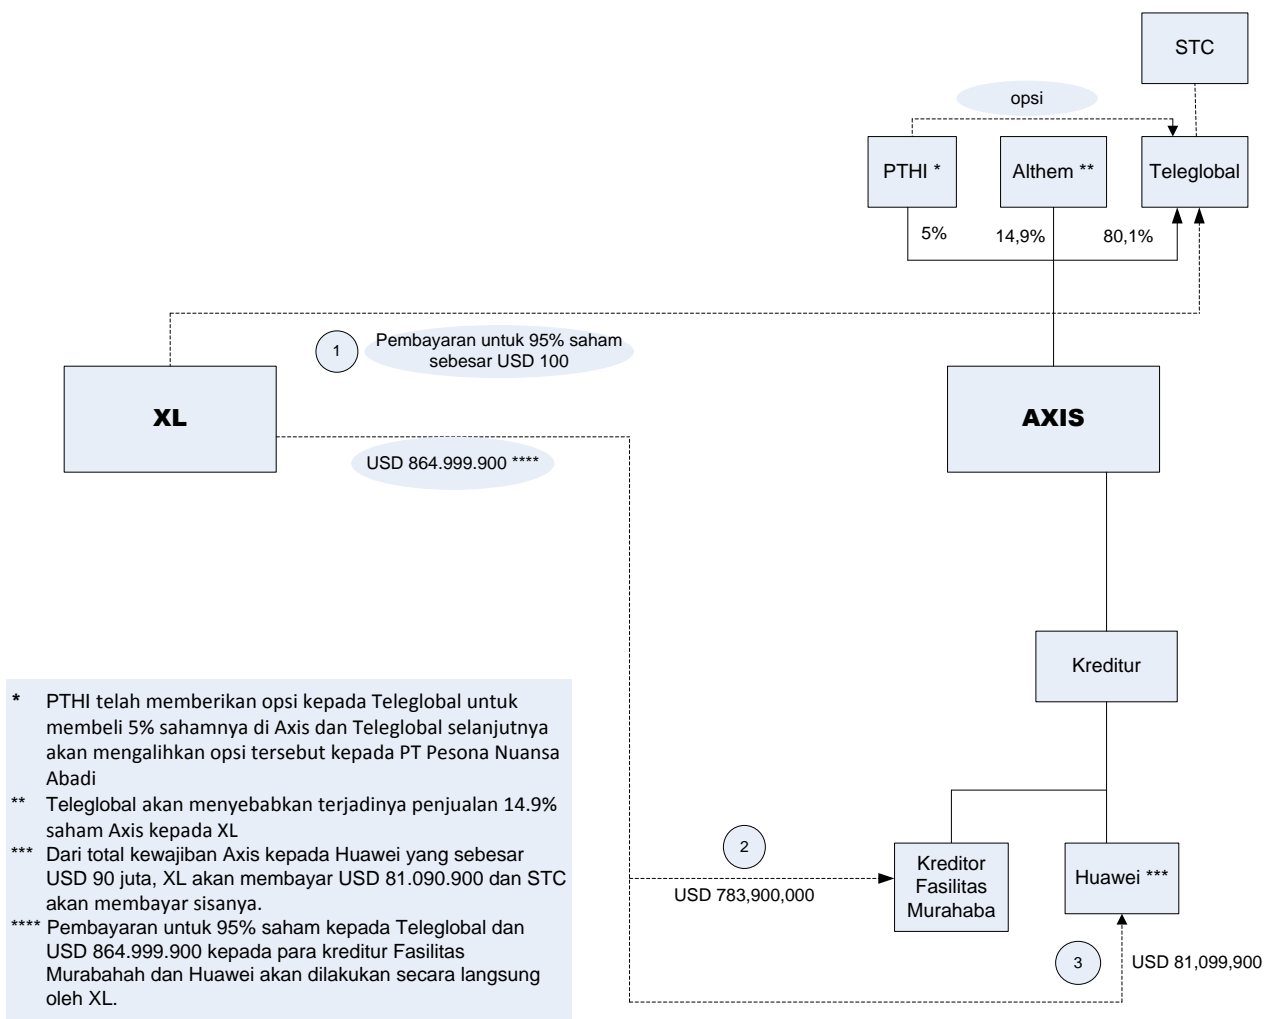 STC
opsi
PTHI *
Althem **
Teleglobal
5%
14,9%
80,1%
1
Pembayaran untuk 95% saham
sebesar USD 100
XL
AXIS
USD 864.999.900 ****
Kreditur
* PTHI telah memberikan opsi kepada Teleglobal untuk
membeli 5% sahamnya di Axis dan Teleglobal selanjutnya
akan mengalihkan opsi tersebut kepada PT Pesona Nuansa
Abadi
** Teleglobal akan menyebabkan terjadinya penjualan 14.9%
saham Axis kepada XL
*** Dari total kewajiban Axis kepada Huawei yang sebesar
USD 90 juta, XL akan membayar USD 81.090.900 dan STC
akan membayar sisanya.
**** Pembayaran untuk 95% saham kepada Teleglobal dan
USD 864.999.900 kepada para kreditur Fasilitas
Murabahah dan Huawei akan dilakukan secara langsung
oleh XL.
2
USD 783,900,000
Kreditor
Fasilitas
Murahaba
Huawei ***
3
USD 81,099,900